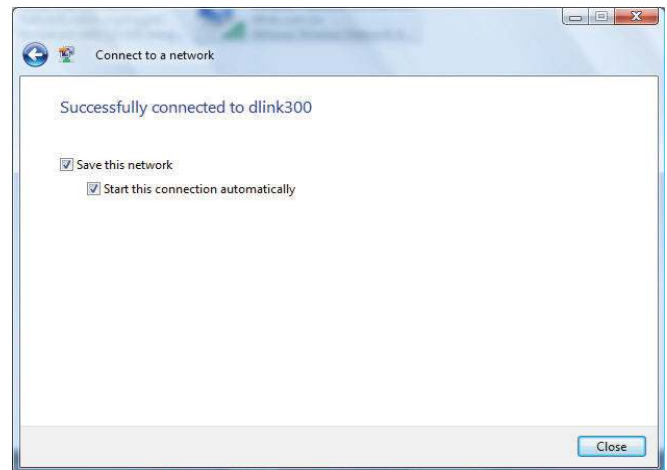 Connect to a network
Successfully connected to dlink300
Save this network
Start this connection automatically
Close